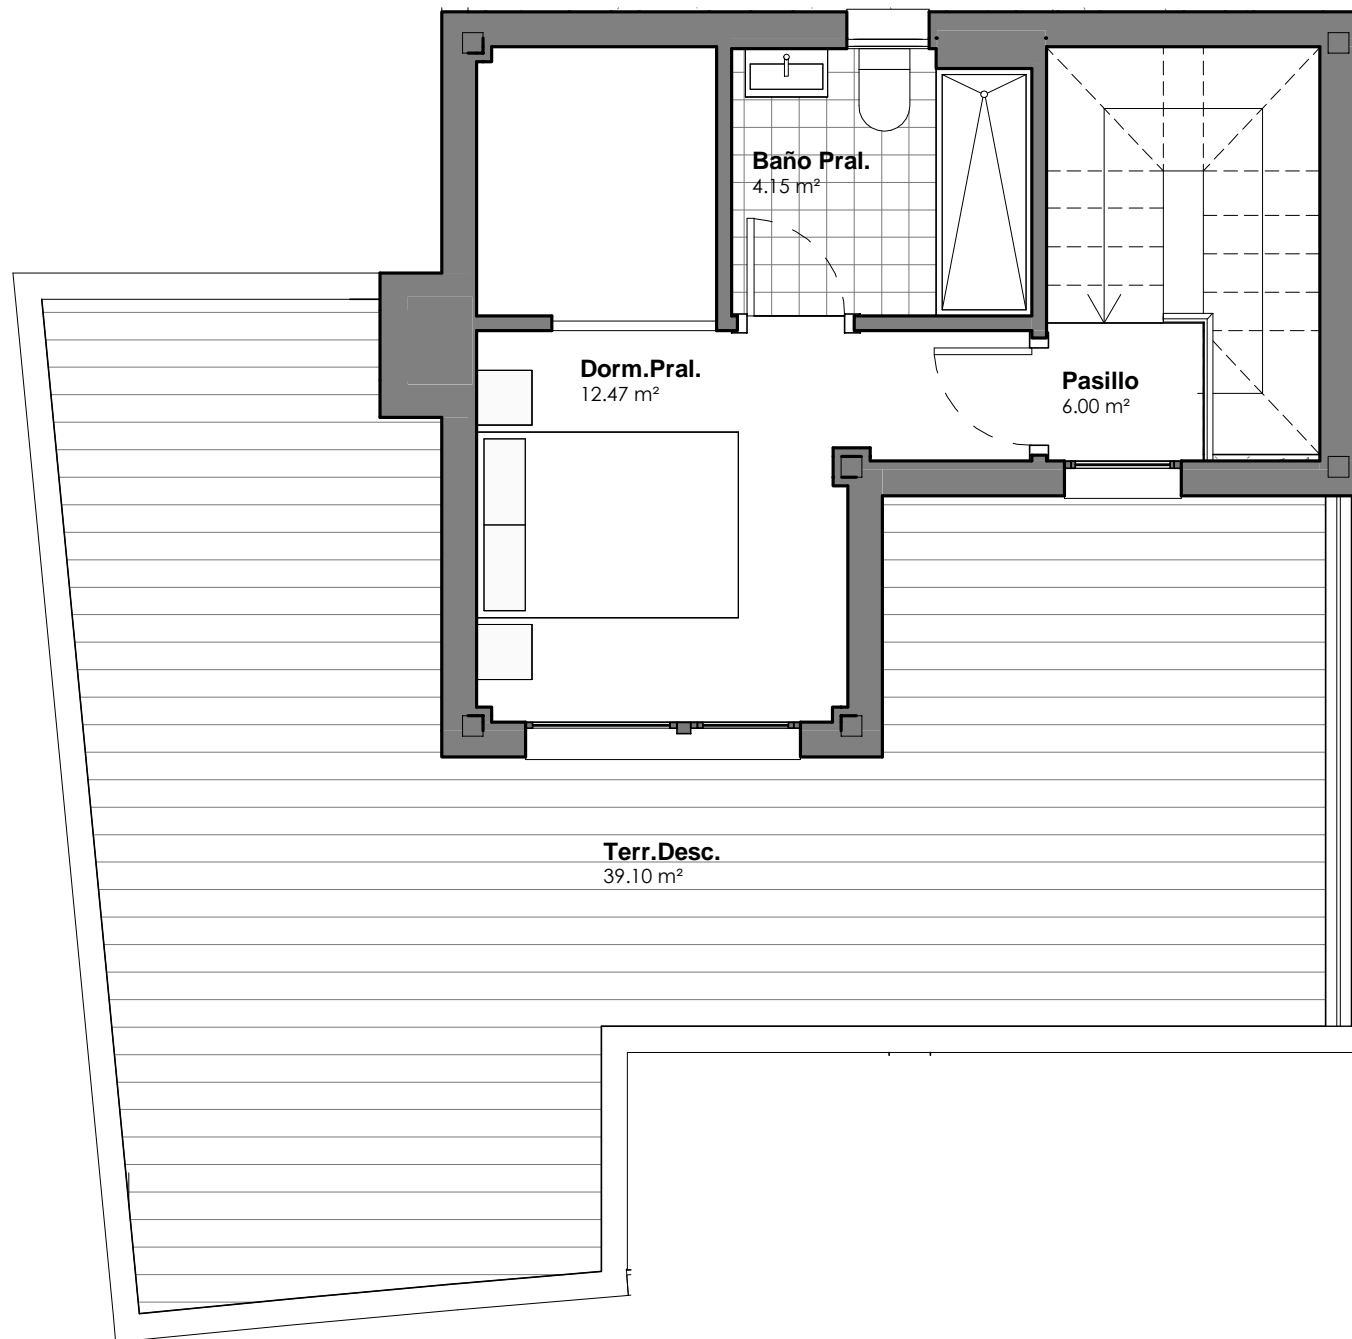 Baño Pral.
4.15 m²
Dorm.Pral.
12.47 m²
Pasillo
6.00 m²
Terr.Desc.
39.10 m²